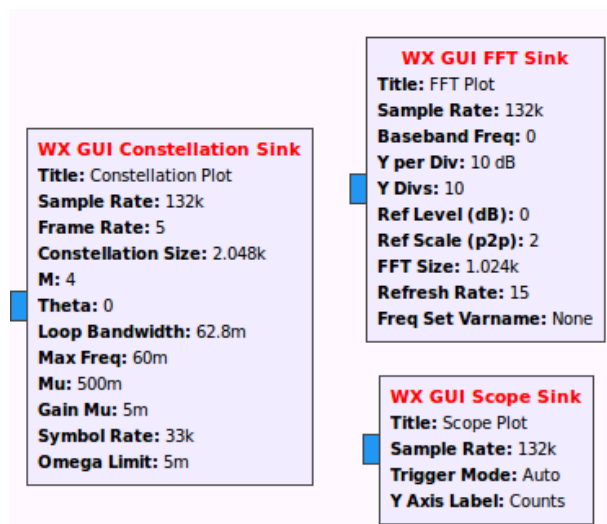 WX GUI Constellation Sink
Title: Constellation Plot
Sample Rate: 132k
Frame Rate: 5
Constellation Size: 2.048k
M: 4
Theta: 0
Loop Bandwidth: 62.8m
Max Freq: 60m
Mu: 500m
Gain Mu: 5m
Symbol Rate: 33k
Omega Limit: 5m
WX GUI FFT Sink
Title: FFT Plot
Sample Rate: 132k
Baseband Freq: 0
Y per Div: 10 dB
Y Divs: 10
Ref Level (dB): 0
Ref Scale (p2p): 2
FFT Size: 1.024k
Refresh Rate: 15
Freq Set Varname: None
WX GUI Scope Sink
Title: Scope Plot
Sample Rate: 132k
Trigger Mode: Auto
Y Axis Label: Counts